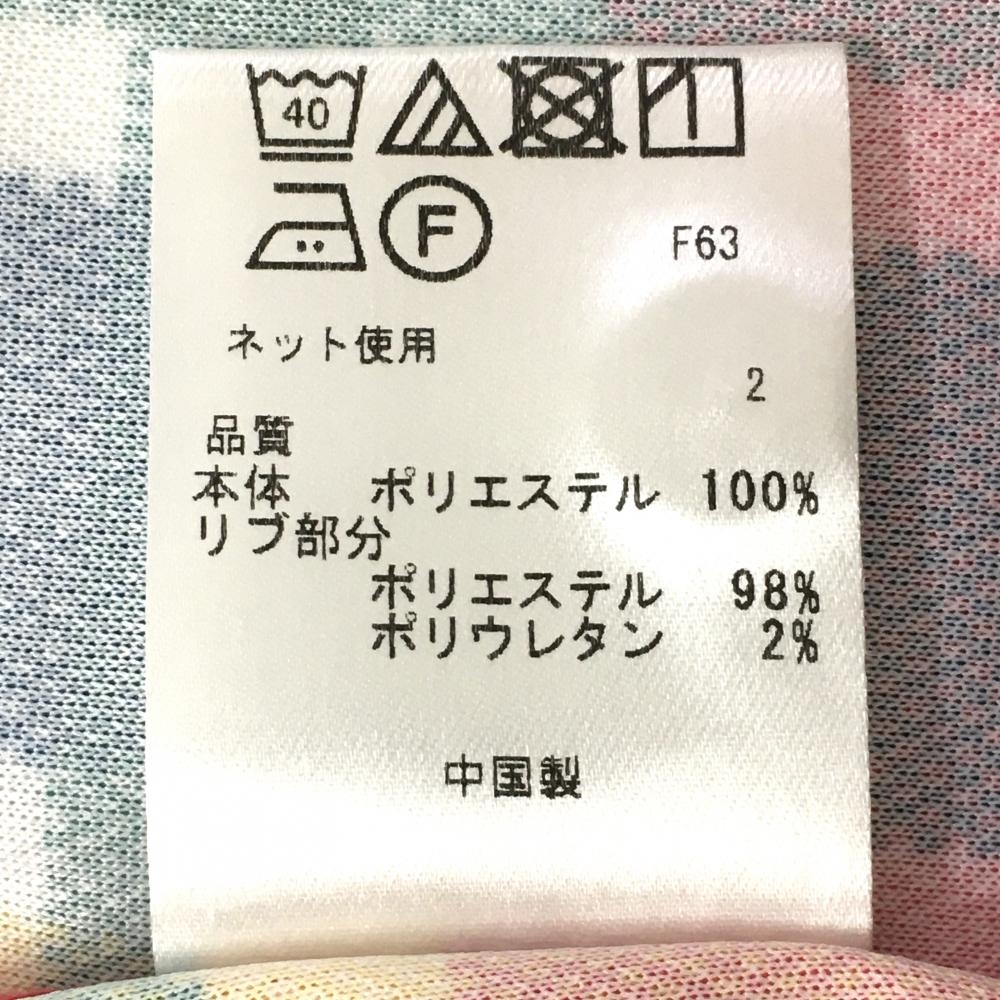 40
F
F63
ネット使用
2
品質
本体 ポリエステル 100%
リブ部分
ポリエステル 98%
ポリウレタン 2%
中国製